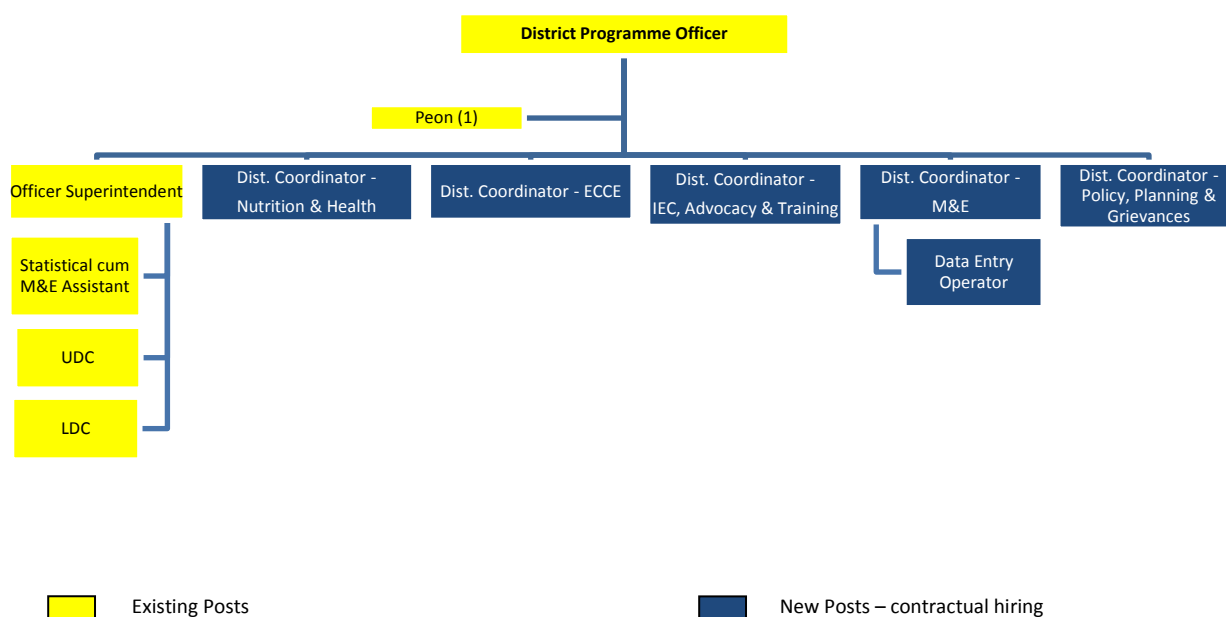 District Programme Officer
Peon (1)
Officer Superintendent
Dist. Coordinator -
Nutrition & Health
Dist. Coordinator - ECCE
Dist. Coordinator -
IEC, Advocacy & Training
Dist. Coordinator -
M&E
Dist. Coordinator -
Policy, Planning &
Grievances
Statistical cum
M&E Assistant
Data Entry
Operator
UDC
LDC
Existing Posts
New Posts – contractual hiring